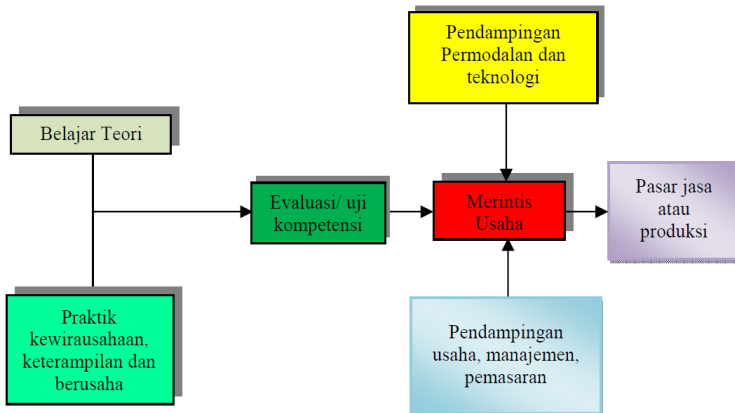 Pendampingan
Permodalan dan
teknologi
Belajar Teori
Evaluasi/ uji
kompetensi
Merintis
Usaha
Pasar jasa
atau
produksi
Praktik
kewirausahaan,
keterampilan dan
berusaha
Pendampingan
usaha, manajemen,
pemasaran